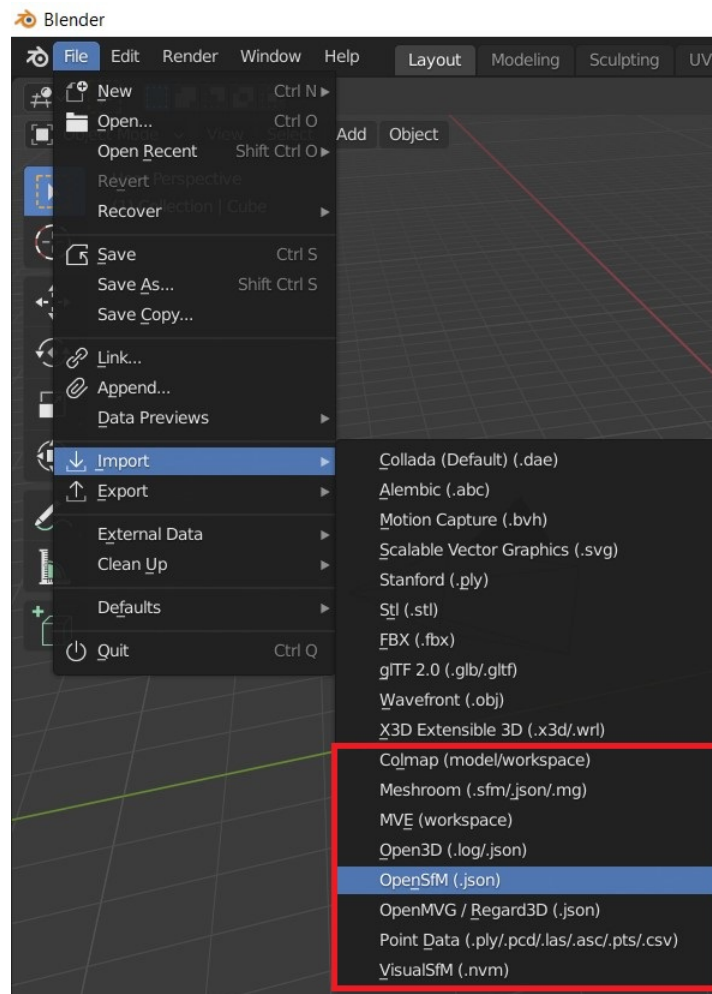 Blender
File Edit Render Window Help Layout Modeling Sculpting UV
New Ctrl N
Open... Ctrl O
Add Object
Open Recent Shift Ctrl O
Revert
Perspective
Recover
Collection | Cube
Save Ctrl S
Save As... Shift Ctrl S
Save Copy...
Link...
Append...
Data Previews
Import
Export
External Data
Clean Up
Defaults
Quit Ctrl Q
Collada (Default) (.dae)
Alembic (.abc)
Motion Capture (.bvh)
Scalable Vector Graphics (.svg)
Stanford (.ply)
Stl (.stl)
FBX (.fbx)
glTF 2.0 (.glb/.gltf)
Wavefront (.obj)
X3D Extensible 3D (.x3d/.wrl)
Colmap (model/workspace)
Meshroom (.sfm/.json/.mg)
MVE (workspace)
Open3D (.log/.json)
OpenSfM (.json)
OpenMVG / Regard3D (.json)
Point Data (.ply/.pcd/.las/.asc/.pts/.csv)
VisualSfM (.nvm)